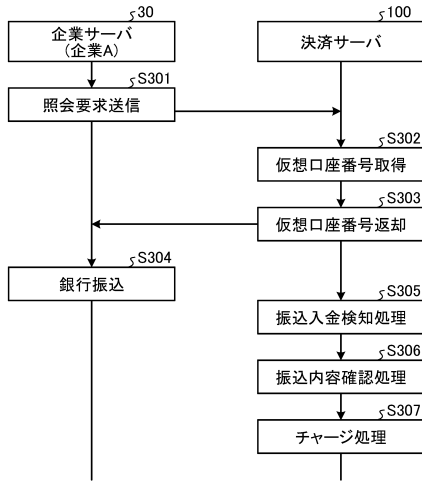 30
企業サーバ
(企業A)
100
決済サーバ
S301
照会要求送信
S302
仮想口座番号取得
S303
仮想口座番号返却
S304
銀行振込
S305
振込入金検知処理
S306
振込内容確認処理
S307
チャージ処理